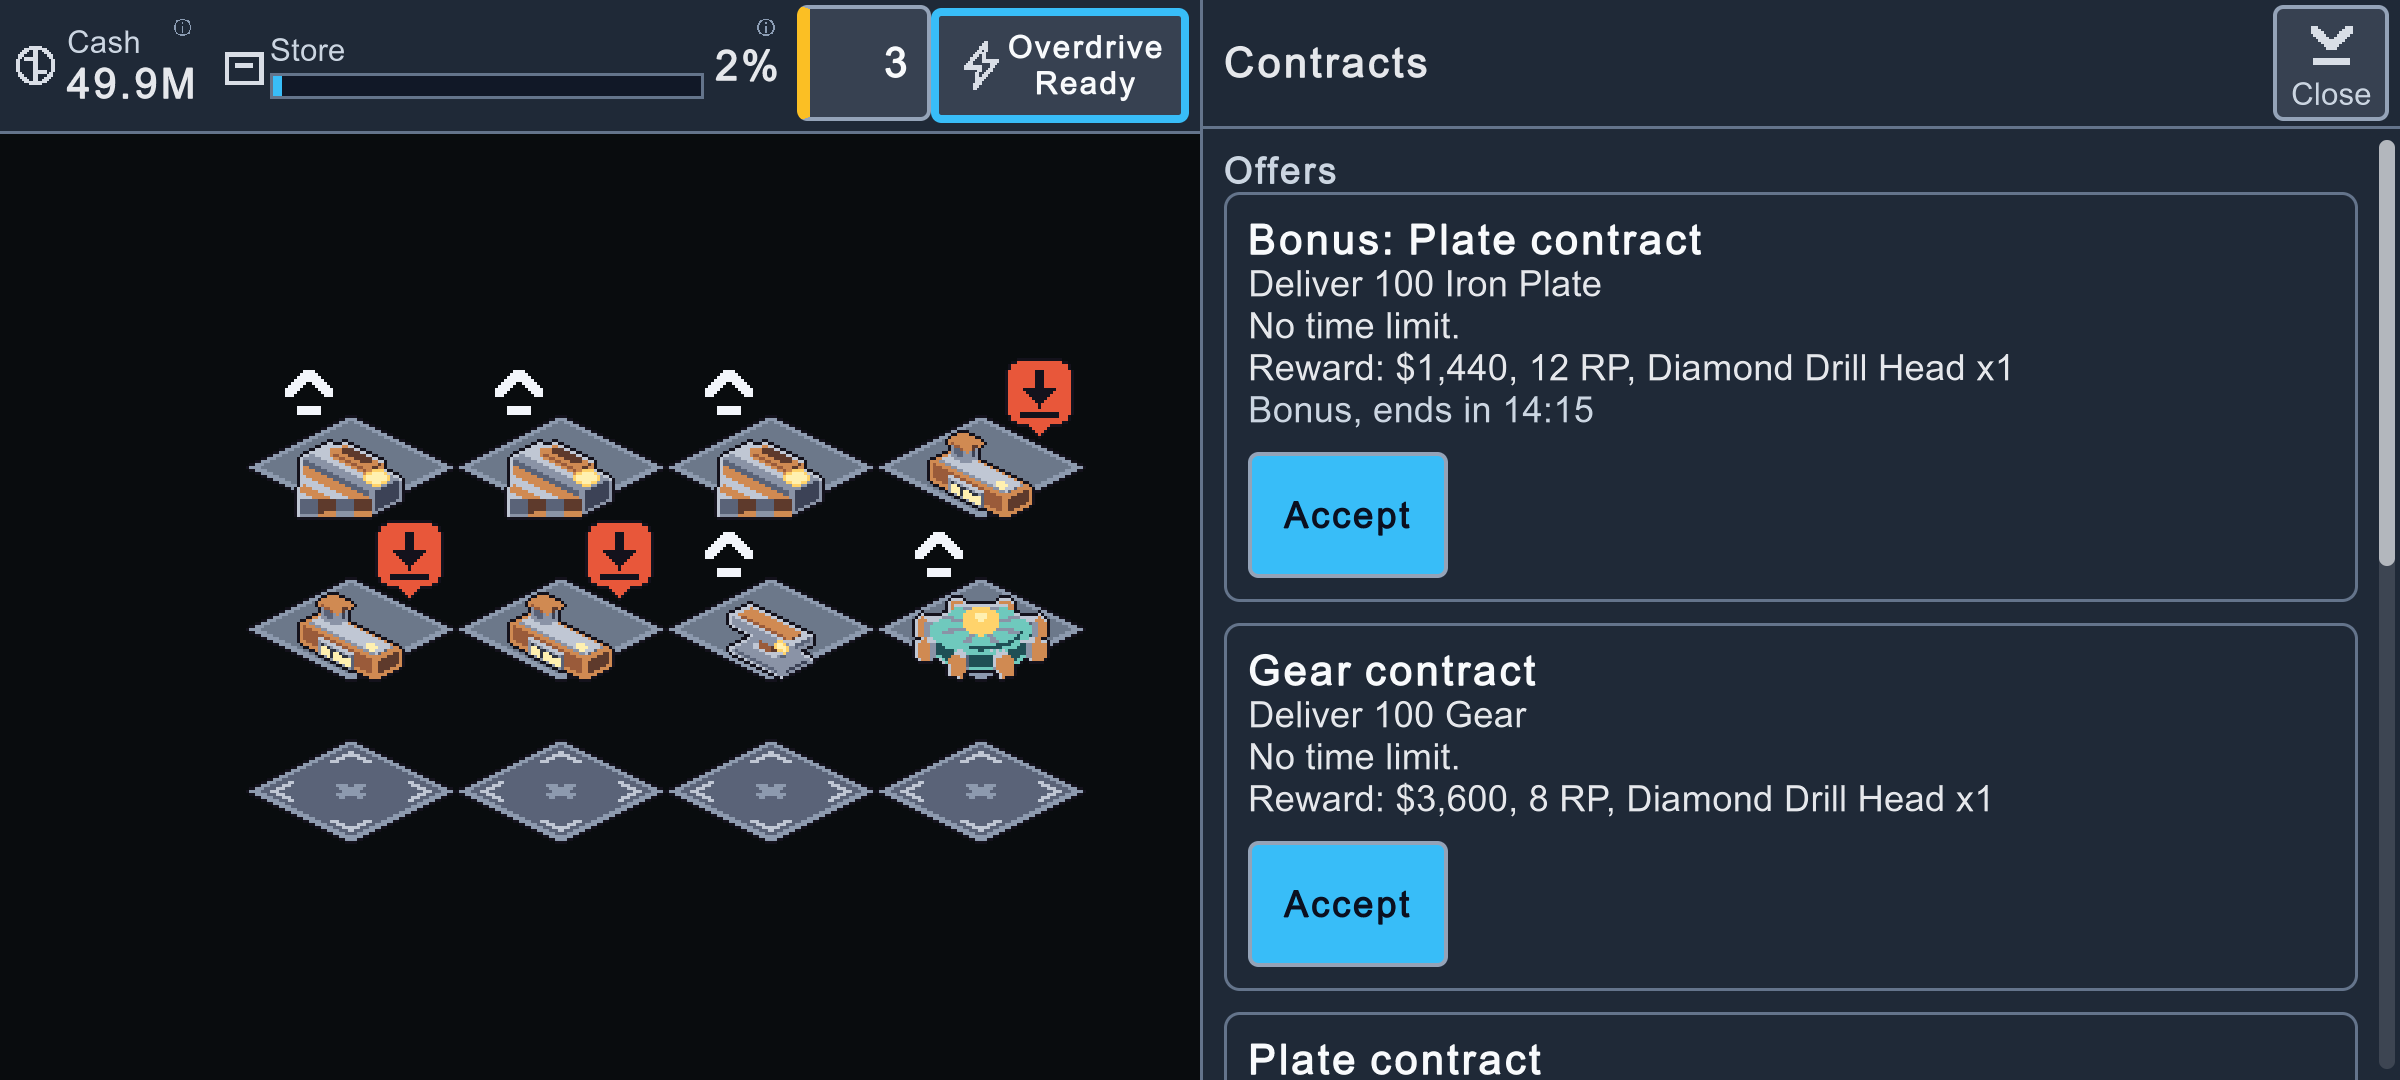 Cash
49.9M
Store
2%
3
Overdrive
Ready
Contracts
Close
Offers
Bonus: Plate contract
Deliver 100 Iron Plate
No time limit.
Reward: $1,440, 12 RP, Diamond Drill Head x1
Bonus, ends in 14:15
Accept
Gear contract
Deliver 100 Gear
No time limit.
Reward: $3,600, 8 RP, Diamond Drill Head x1
Accept
Plate contract